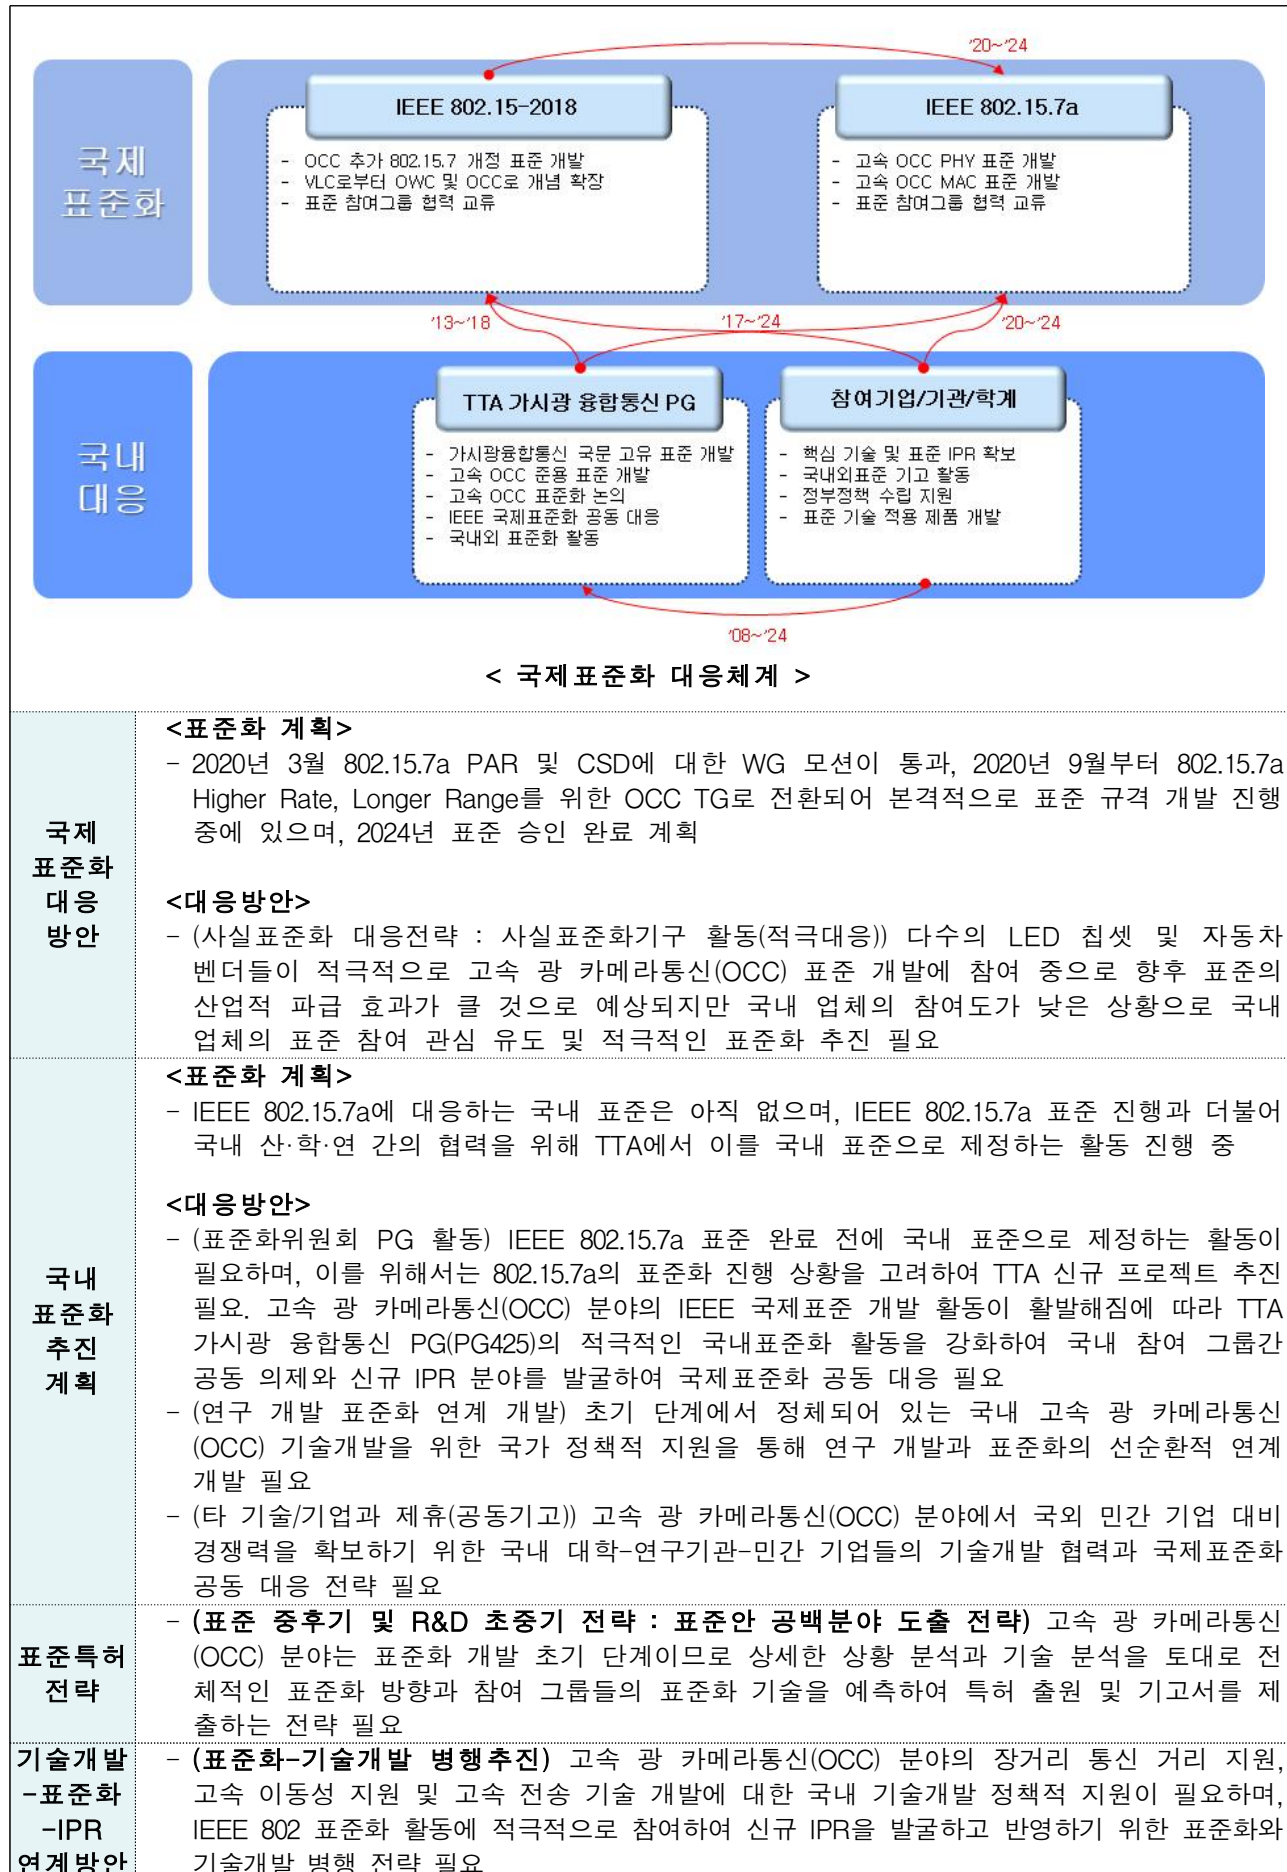 '20~'24
국제
표준화
IEEE 802.15-2018
- OCC 추가 802.15.7 개정 표준 개발
- VLC로부터 OWC 및 OCC로 개념 확장
- 표준 참여그룹 협력 교류
IEEE 802.15.7a
- 고속 OCC PHY 표준 개발
- 고속 OCC MAC 표준 개발
- 표준 참여그룹 협력 교류
'13~'18
'17~'24
'20~'24
국내
대응
TTA 가시광 융합통신 PG
- 가시광융합통신 국문 고유 표준 개발
- 고속 OCC 준용 표준 개발
- 고속 OCC 표준화 논의
- IEEE 국제표준화 공동 대응
- 국내외 표준화 활동
참여기업/기관/학계
- 핵심 기술 및 표준 IPR 확보
- 국내외표준 기고 활동
- 정부정책 수립 지원
- 표준 기술 적용 제품 개발
'08~'24
< 국제표준화 대응체계 >
국제
표준화
대응
방안
<표준화 계획>
- 2020년 3월 802.15.7a PAR 및 CSD에 대한 WG 모션이 통과, 2020년 9월부터 802.15.7a
Higher Rate, Longer Range를 위한 OCC TG로 전환되어 본격적으로 표준 규격 개발 진행
중에 있으며, 2024년 표준 승인 완료 계획
<대응방안>
- (사실표준화 대응전략 : 사실표준화기구 활동(적극대응)) 다수의 LED 칩셋 및 자동차
벤더들이 적극적으로 고속 광 카메라통신(OCC) 표준 개발에 참여 중으로 향후 표준의
산업적 파급 효과가 클 것으로 예상되지만 국내 업체의 참여도가 낮은 상황으로 국내
업체의 표준 참여 관심 유도 및 적극적인 표준화 추진 필요
국내
표준화
추진
계획
<표준화 계획>
- IEEE 802.15.7a에 대응하는 국내 표준은 아직 없으며, IEEE 802.15.7a 표준 진행과 더불어
국내 산·학·연 간의 협력을 위해 TTA에서 이를 국내 표준으로 제정하는 활동 진행 중
<대응방안>
- (표준화위원회 PG 활동) IEEE 802.15.7a 표준 완료 전에 국내 표준으로 제정하는 활동이
필요하며, 이를 위해서는 802.15.7a의 표준화 진행 상황을 고려하여 TTA 신규 프로젝트 추진
필요. 고속 광 카메라통신(OCC) 분야의 IEEE 국제표준 개발 활동이 활발해짐에 따라 TTA
가시광 융합통신 PG(PG425)의 적극적인 국내표준화 활동을 강화하여 국내 참여 그룹간
공동 의제와 신규 IPR 분야를 발굴하여 국제표준화 공동 대응 필요
- (연구 개발 표준화 연계 개발) 초기 단계에서 정체되어 있는 국내 고속 광 카메라통신
(OCC) 기술개발을 위한 국가 정책적 지원을 통해 연구 개발과 표준화의 선순환적 연계
개발 필요
- (타 기술/기업과 제휴(공동기고)) 고속 광 카메라통신(OCC) 분야에서 국외 민간 기업 대비
경쟁력을 확보하기 위한 국내 대학-연구기관-민간 기업들의 기술개발 협력과 국제표준화
공동 대응 전략 필요
표준특허
전략
- (표준 중후기 및 R&D 초중기 전략 : 표준안 공백분야 도출 전략) 고속 광 카메라통신
(OCC) 분야는 표준화 개발 초기 단계이므로 상세한 상황 분석과 기술 분석을 토대로 전
체적인 표준화 방향과 참여 그룹들의 표준화 기술을 예측하여 특허 출원 및 기고서를 제
출하는 전략 필요
기술개발
-표준화
-IPR
연계방안
- (표준화-기술개발 병행추진) 고속 광 카메라통신(OCC) 분야의 장거리 통신 거리 지원,
고속 이동성 지원 및 고속 전송 기술 개발에 대한 국내 기술개발 정책적 지원이 필요하며,
IEEE 802 표준화 활동에 적극적으로 참여하여 신규 IPR을 발굴하고 반영하기 위한 표준화와
기술개발 병행 전략 필요